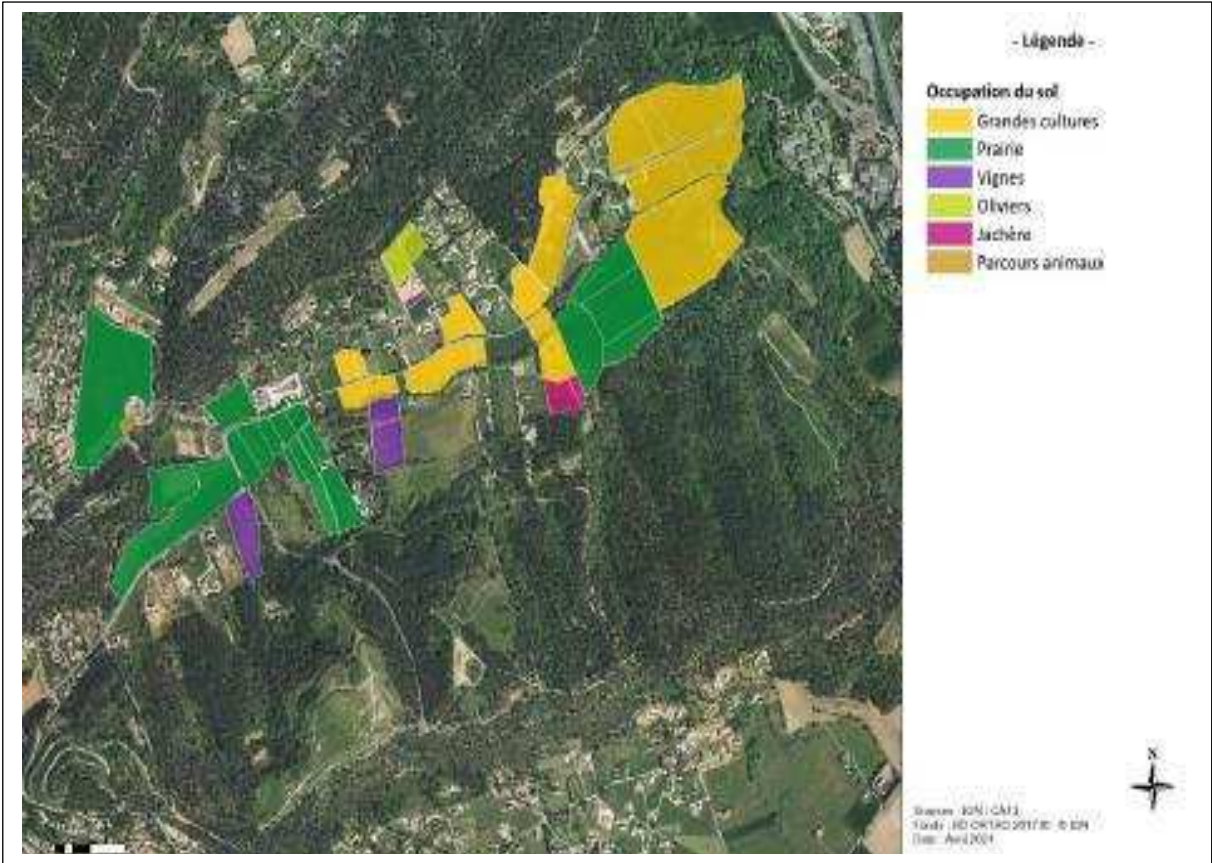 - Légende -
Occupation du sol
Grandes cultures
Prairie
Vignes
Oliviers
Jachère
Parcours animaux
N